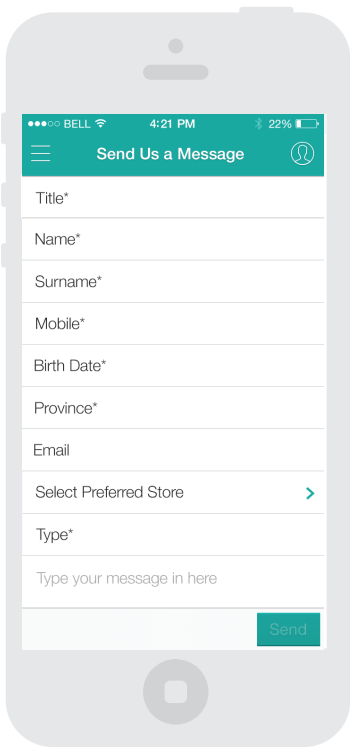 BELL 4:21 PM 22%
Send Us a Message
Title*
Name*
Surname*
Mobile*
Birth Date*
Province*
Email
Select Preferred Store
Type*
Type your message in here
Send